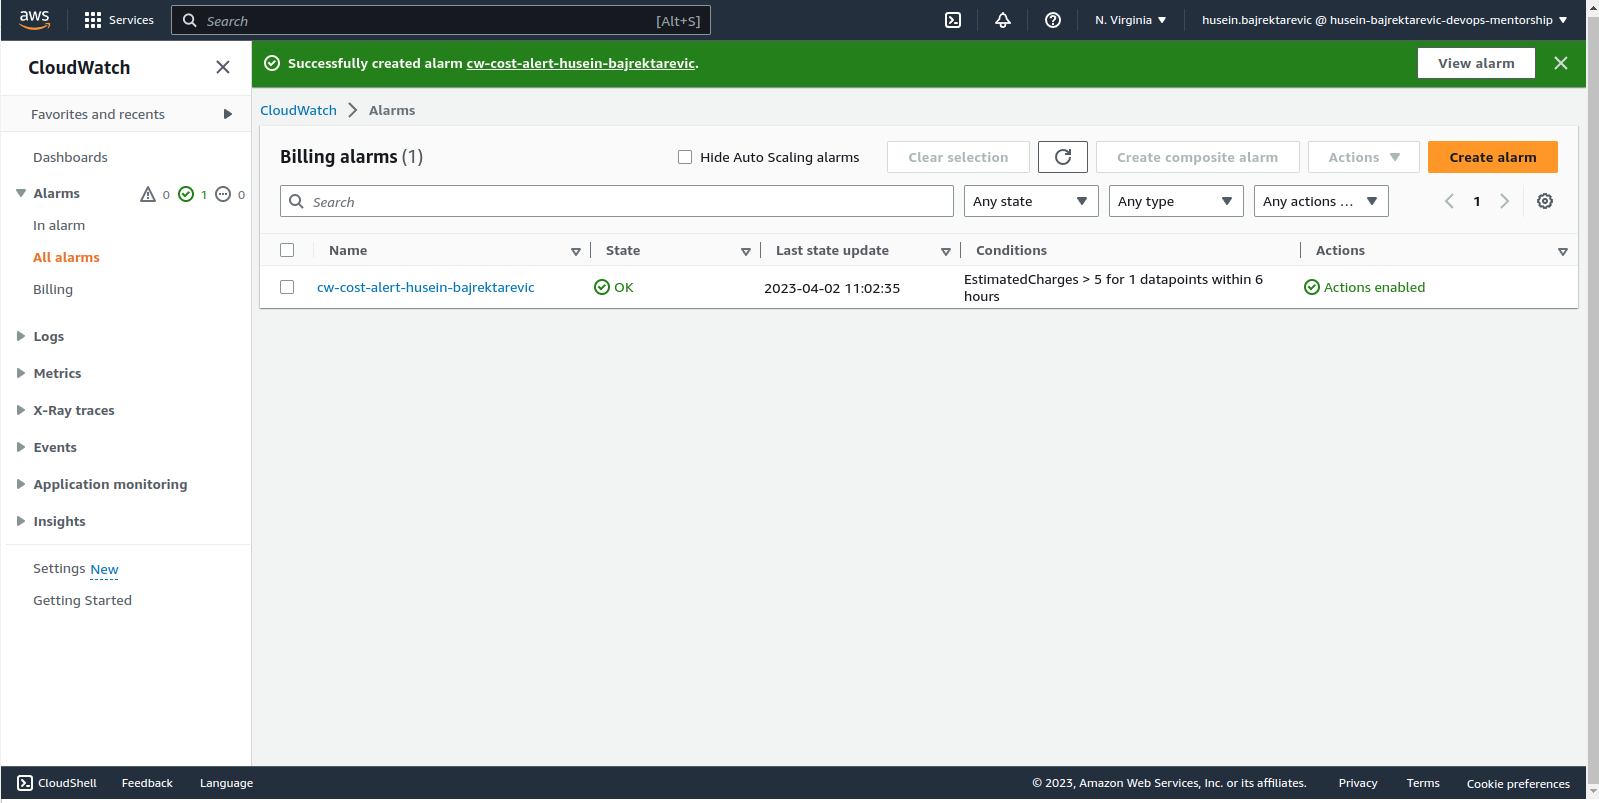 aws
Services
Search
[Alt+S]
N. Virginia
husein.bajrektarevic @ husein-bajrektarevic-devops-mentorship
CloudWatch
Favorites and recents
Dashboards
Alarms 0 1 0
In alarm
All alarms
Billing
Logs
Metrics
X-Ray traces
Events
Application monitoring
Insights
Settings New
Getting Started
Successfully created alarm cw-cost-alert-husein-bajrektarevic.
View alarm
CloudWatch Alarms
Billing alarms (1)
Hide Auto Scaling alarms
Clear selection
Create composite alarm
Actions
Create alarm
Search
Any state
Any type
Any actions ...
1
Name State Last state update Conditions Actions
cw-cost-alert-husein-bajrektarevic OK 2023-04-02 11:02:35 EstimatedCharges > 5 for 1 datapoints within 6
hours
Actions enabled
CloudShell Feedback Language
© 2023, Amazon Web Services, Inc. or its affiliates. Privacy Terms Cookie preferences